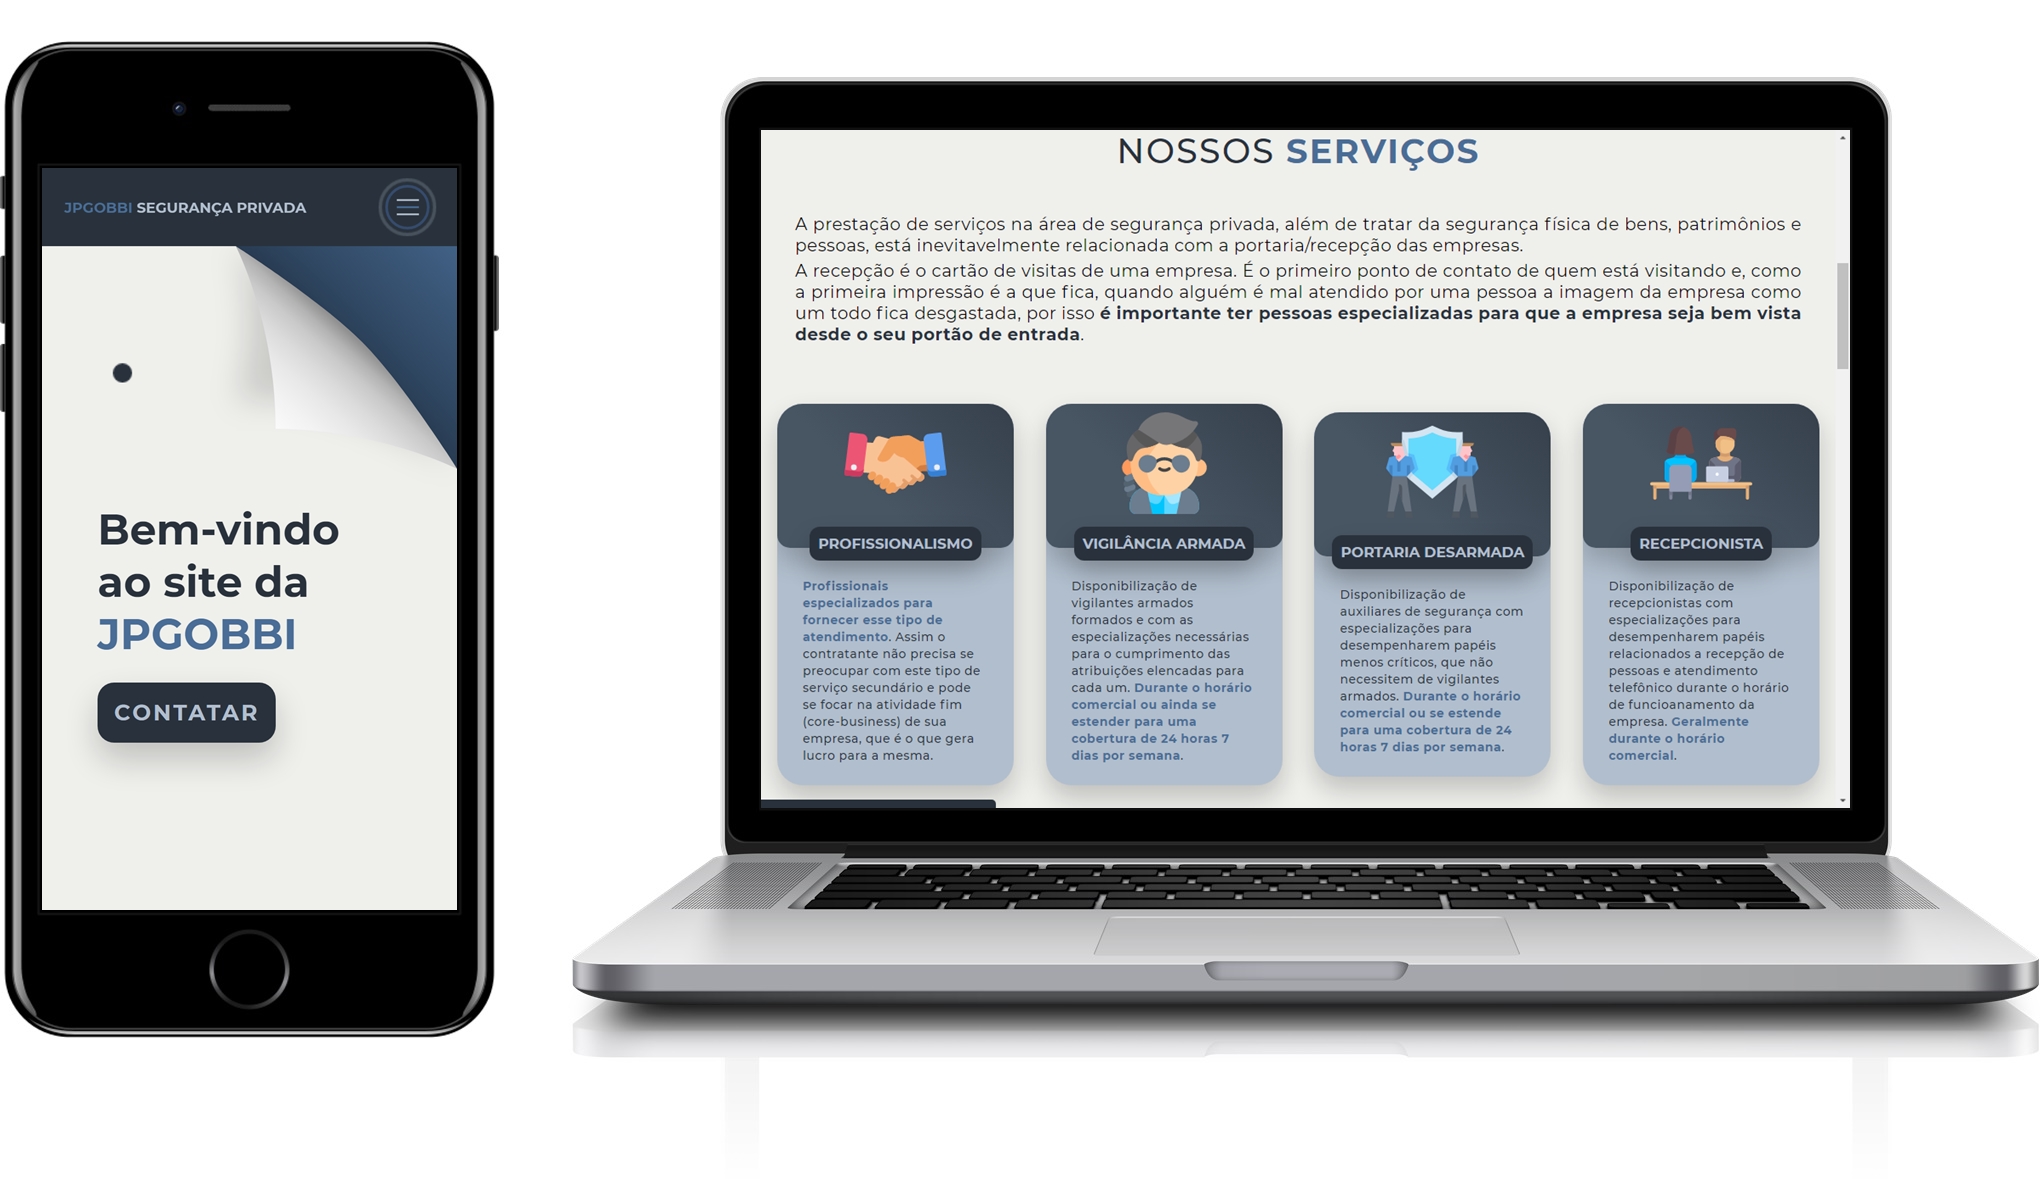 JPGOBBI SEGURANÇA PRIVADA
Bem-vindo
ao site da
JPGOBBI
CONTATAR
NOSSOS SERVIÇOS
A prestação de serviços na área de segurança privada, além de tratar da segurança física de bens, patrimônios e
pessoas, está inevitavelmente relacionada com a portaria/recepção das empresas.
A recepção é o cartão de visitas de uma empresa. É o primeiro ponto de contato de quem está visitando e, como
a primeira impressão é a que fica, quando alguém é mal atendido por uma pessoa a imagem da empresa como
um todo fica desgastada, por isso é importante ter pessoas especializadas para que a empresa seja bem vista
desde o seu portão de entrada.
PROFISSIONALISMO
Profissionais
especializados para
fornecer esse tipo de
atendimento. Assim o
contratante não precisa se
preocupar com este tipo de
serviço secundário e pode
se focar na atividade fim
(core-business) de sua
empresa, que é o que gera
lucro para a mesma.
VIGILÂNCIA ARMADA
Disponibilização de
vigilantes armados
formados e com as
especializações necessárias
para o cumprimento das
atribuições elencadas para
cada um. Durante o horário
comercial ou ainda se
estender para uma
cobertura de 24 horas 7
dias por semana.
PORTARIA DESARMADA
Disponibilização de
auxiliares de segurança com
especializações para
desempenharem papéis
menos críticos, que não
necessitem de vigilantes
armados. Durante o horário
comercial ou se estende
para uma cobertura de 24
horas 7 dias por semana.
RECEPCIONISTA
Disponibilização de
recepcionistas com
especializações para
desempenharem papéis
relacionados a recepção de
pessoas e atendimento
telefônico durante o horário
de funcioanamento da
empresa. Geralmente
durante o horário
comercial.